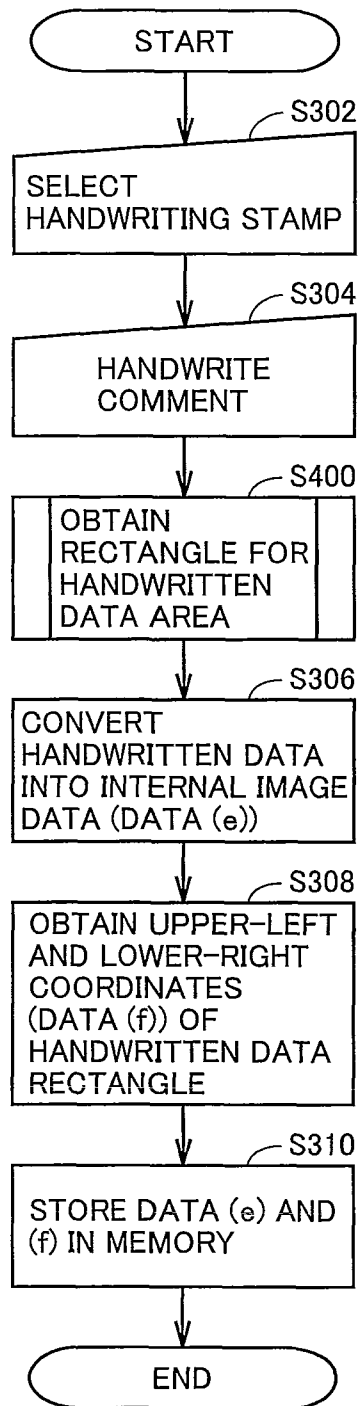 START
S302
SELECT
HANDWRITING STAMP
S304
HANDWRITE
COMMENT
S400
OBTAIN
RECTANGLE FOR
HANDWRITTEN
DATA AREA
S306
CONVERT
HANDWRITTEN DATA
INTO INTERNAL IMAGE
DATA (DATA (e))
S308
OBTAIN UPPER-LEFT
AND LOWER-RIGHT
COORDINATES
(DATA (f)) OF
HANDWRITTEN DATA
RECTANGLE
S310
STORE DATA (e) AND
(f) IN MEMORY
END